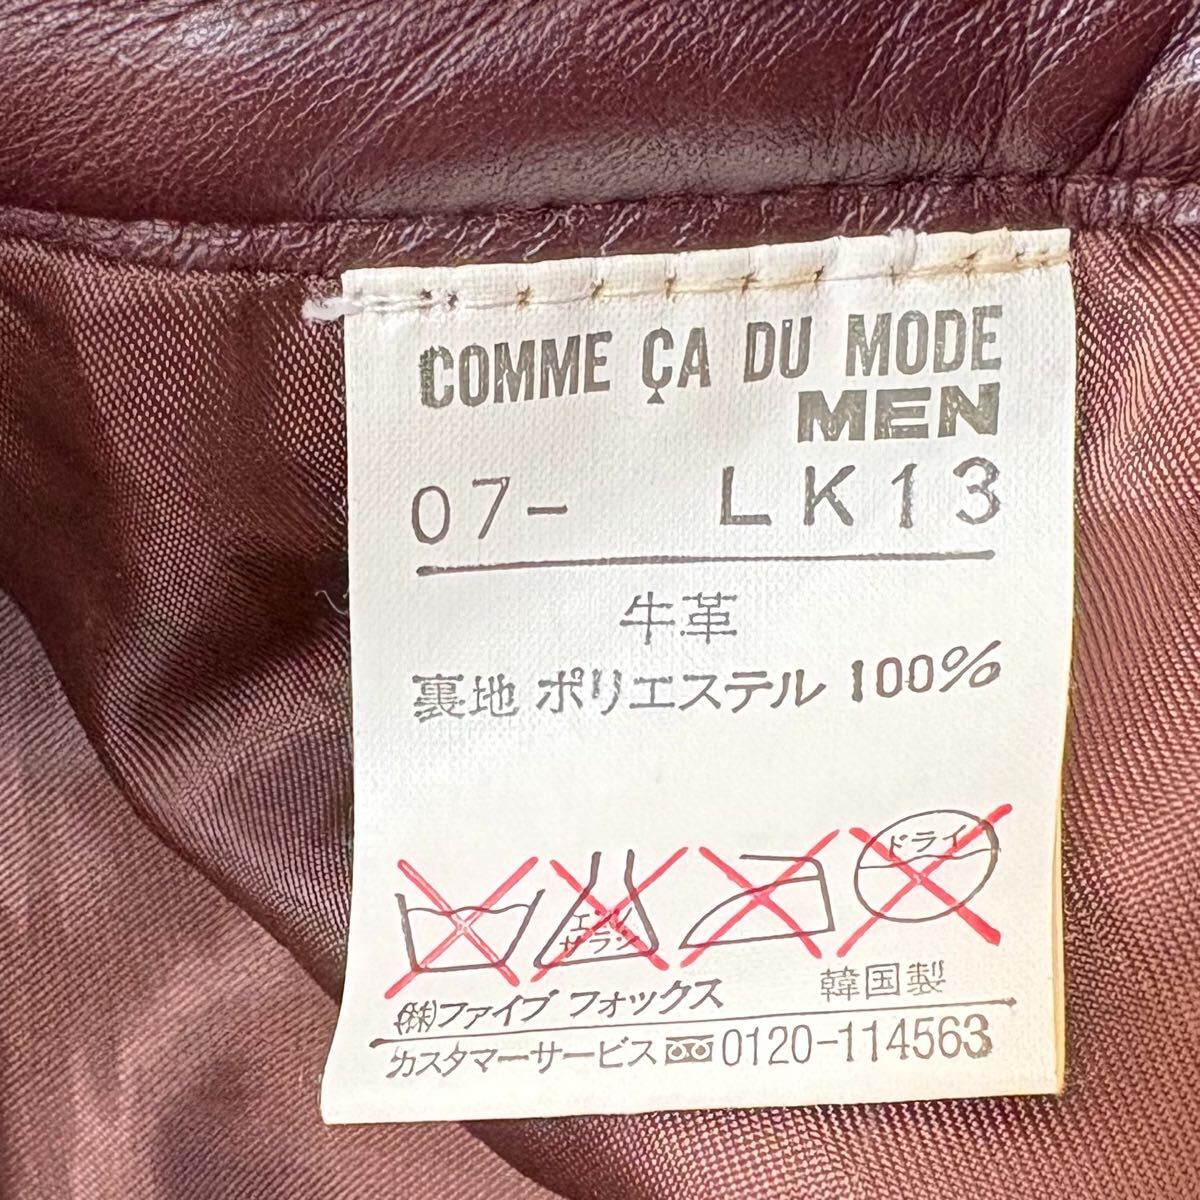 COMME ÇA DU MODE
MEN
07- LK13
牛革
裏地 ポリエステル 100%
エンソ
サラシ
ドライ
㈱ファイブ フォックス 韓国製
カスタマーサービス 0120-114563